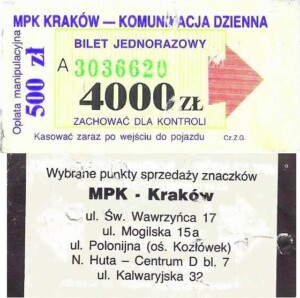 MPK KRAKÓW — KOMUNIKACJA DZIENNA
Opłata manipulacyjna
500 zł
BILET JEDNORAZOWY
A 3036620
4000 ZŁ
ZACHOWAĆ DLA KONTROLI
Kasować zaraz po wejściu do pojazdu
Cr.Z.G.
Wybrane punkty sprzedaży znaczków
MPK - Kraków
ul. Św. Wawrzyńca 17
ul. Mogilska 15a
ul. Polonijna (oś. Kozłówek)
N. Huta - Centrum D bl. 7
ul. Kalwaryjska 32